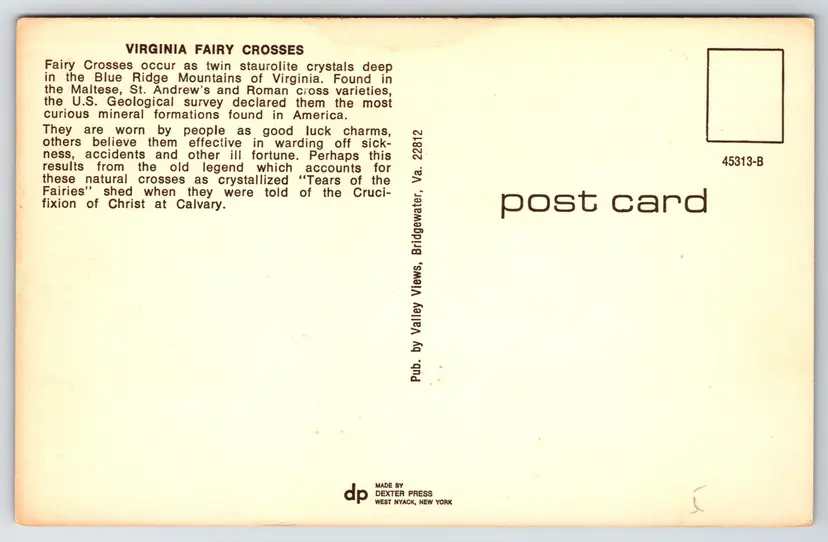 VIRGINIA FAIRY CROSSES
Fairy Crosses occur as twin staurolite crystals deep
in the Blue Ridge Mountains of Virginia. Found in
the Maltese, St. Andrew's and Roman cross varieties,
the U.S. Geological survey declared them the most
curious mineral formations found in America.
They are worn by people as good luck charms,
others believe them effective in warding off sick-
ness, accidents and other ill fortune. Perhaps this
results from the old legend which accounts for
these natural crosses as crystallized "Tears of the
Fairies" shed when they were told of the Cruci-
fixion of Christ at Calvary.
Pub. by Valley Views, Bridgewater, Va. 22812
45313-B
post card
dp
MADE BY
DEXTER PRESS
WEST NYACK, NEW YORK